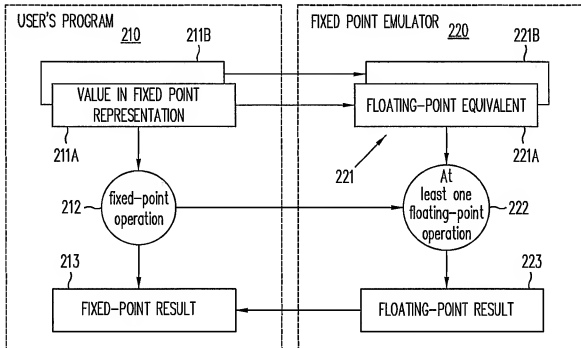 USER'S PROGRAM
210
211B
VALUE IN FIXED POINT
REPRESENTATION
211A
212
fixed-point
operation
213
FIXED-POINT RESULT
FIXED POINT EMULATOR
220
221B
FLOATING-POINT EQUIVALENT
221
221A
At
least one
floating-point
operation
222
223
FLOATING-POINT RESULT